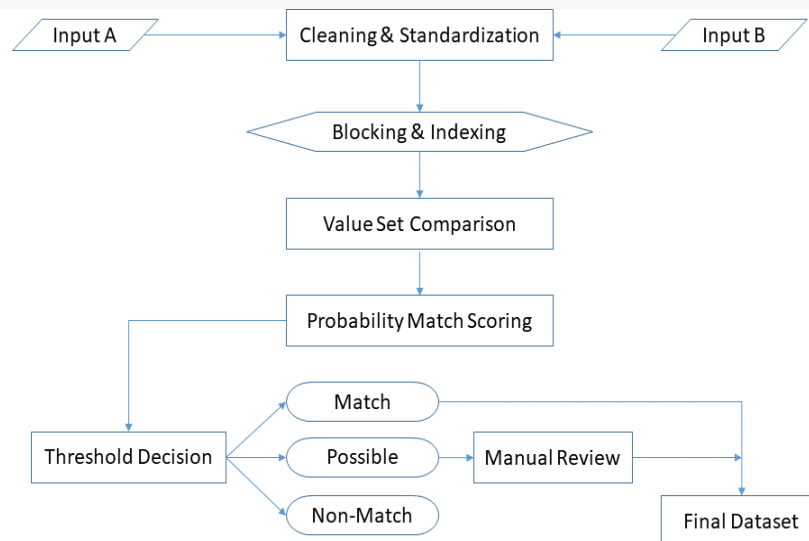 Input A
Cleaning & Standardization
Input B
Blocking & Indexing
Value Set Comparison
Probability Match Scoring
Match
Threshold Decision
Possible
Manual Review
Non-Match
Final Dataset